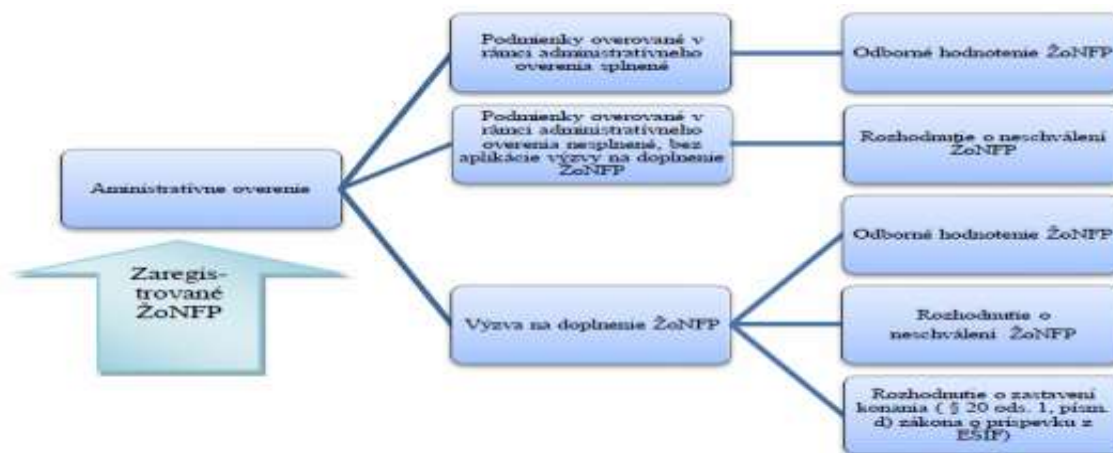 Podmienky overované v
rámci administratívneho
overenia splnené
Odborné hodnotenie ŽoNFP
Podmienky overované v
rámci administratívneho
overenia nesplnené, bez
aplikácie výzvy na doplnenie
ŽoNFP
Rozhodnutie o neschválení
ŽoNFP
Aministratívne overenie
Zaregis-
trované
ŽoNFP
Výzva na doplnenie ŽoNFP
Odborné hodnotenie ŽoNFP
Rozhodnutie o
neschválení ŽoNFP
Rozhodnutie o zastavení
konania ( § 20 ods. 1, písm.
d) zákona o príspevku z
ESIF)